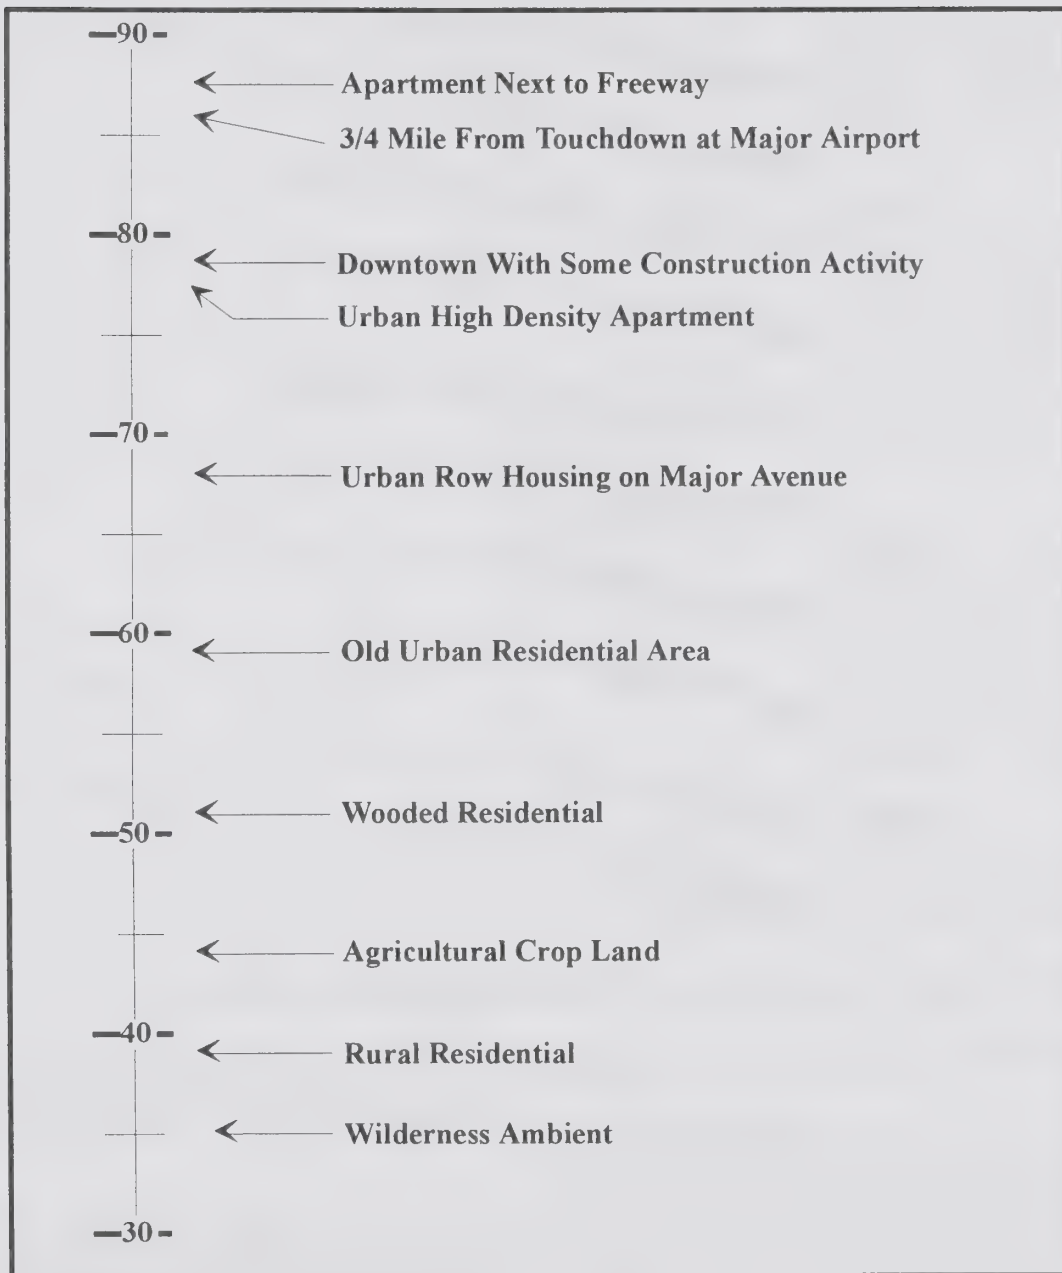 90
Apartment Next to Freeway
3/4 Mile From Touchdown at Major Airport
80
Downtown With Some Construction Activity
Urban High Density Apartment
70
Urban Row Housing on Major Avenue
60
Old Urban Residential Area
Wooded Residential
50
Agricultural Crop Land
40
Rural Residential
Wilderness Ambient
30